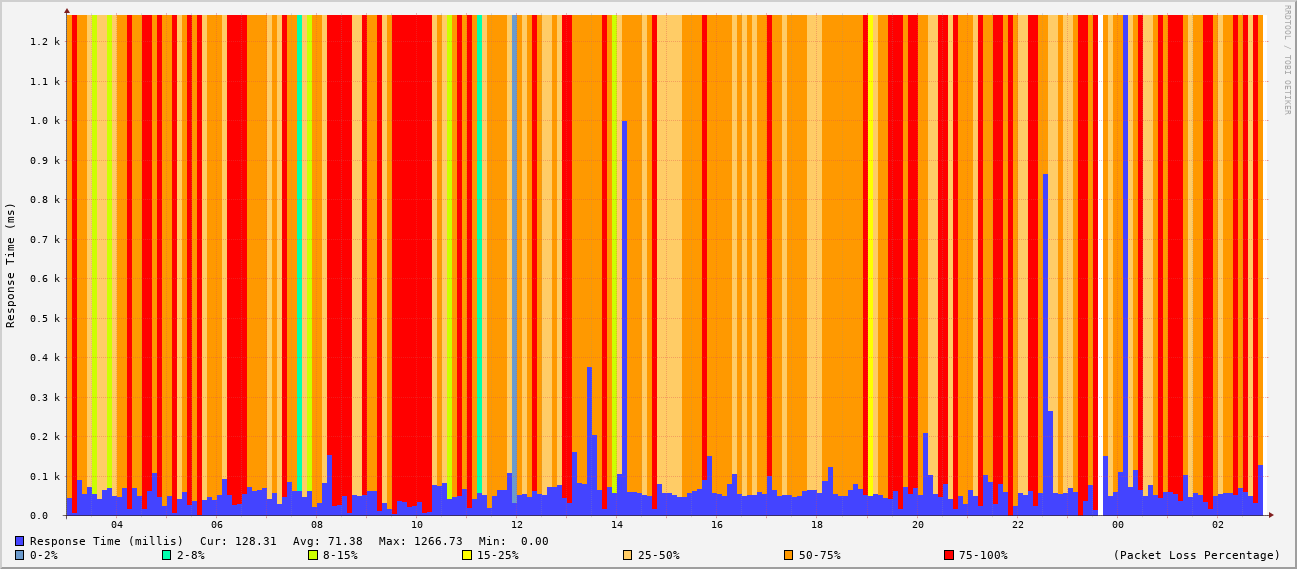 RRDTOOL / TOBI OETIKER
Response Time (ms)
1.2 k
1.1 k
1.0 k
0.9 k
0.8 k
0.7 k
0.6 k
0.5 k
0.4 k
0.3 k
0.2 k
0.1 k
0.0
04 06 08 10 12 14 16 18 20 22 00 02
Response Time (millis) Cur: 128.31 Avg: 71.38 Max: 1266.73 Min: 0.00
0-2% 2-8% 8-15% 15-25% 25-50% 50-75% 75-100% (Packet Loss Percentage)